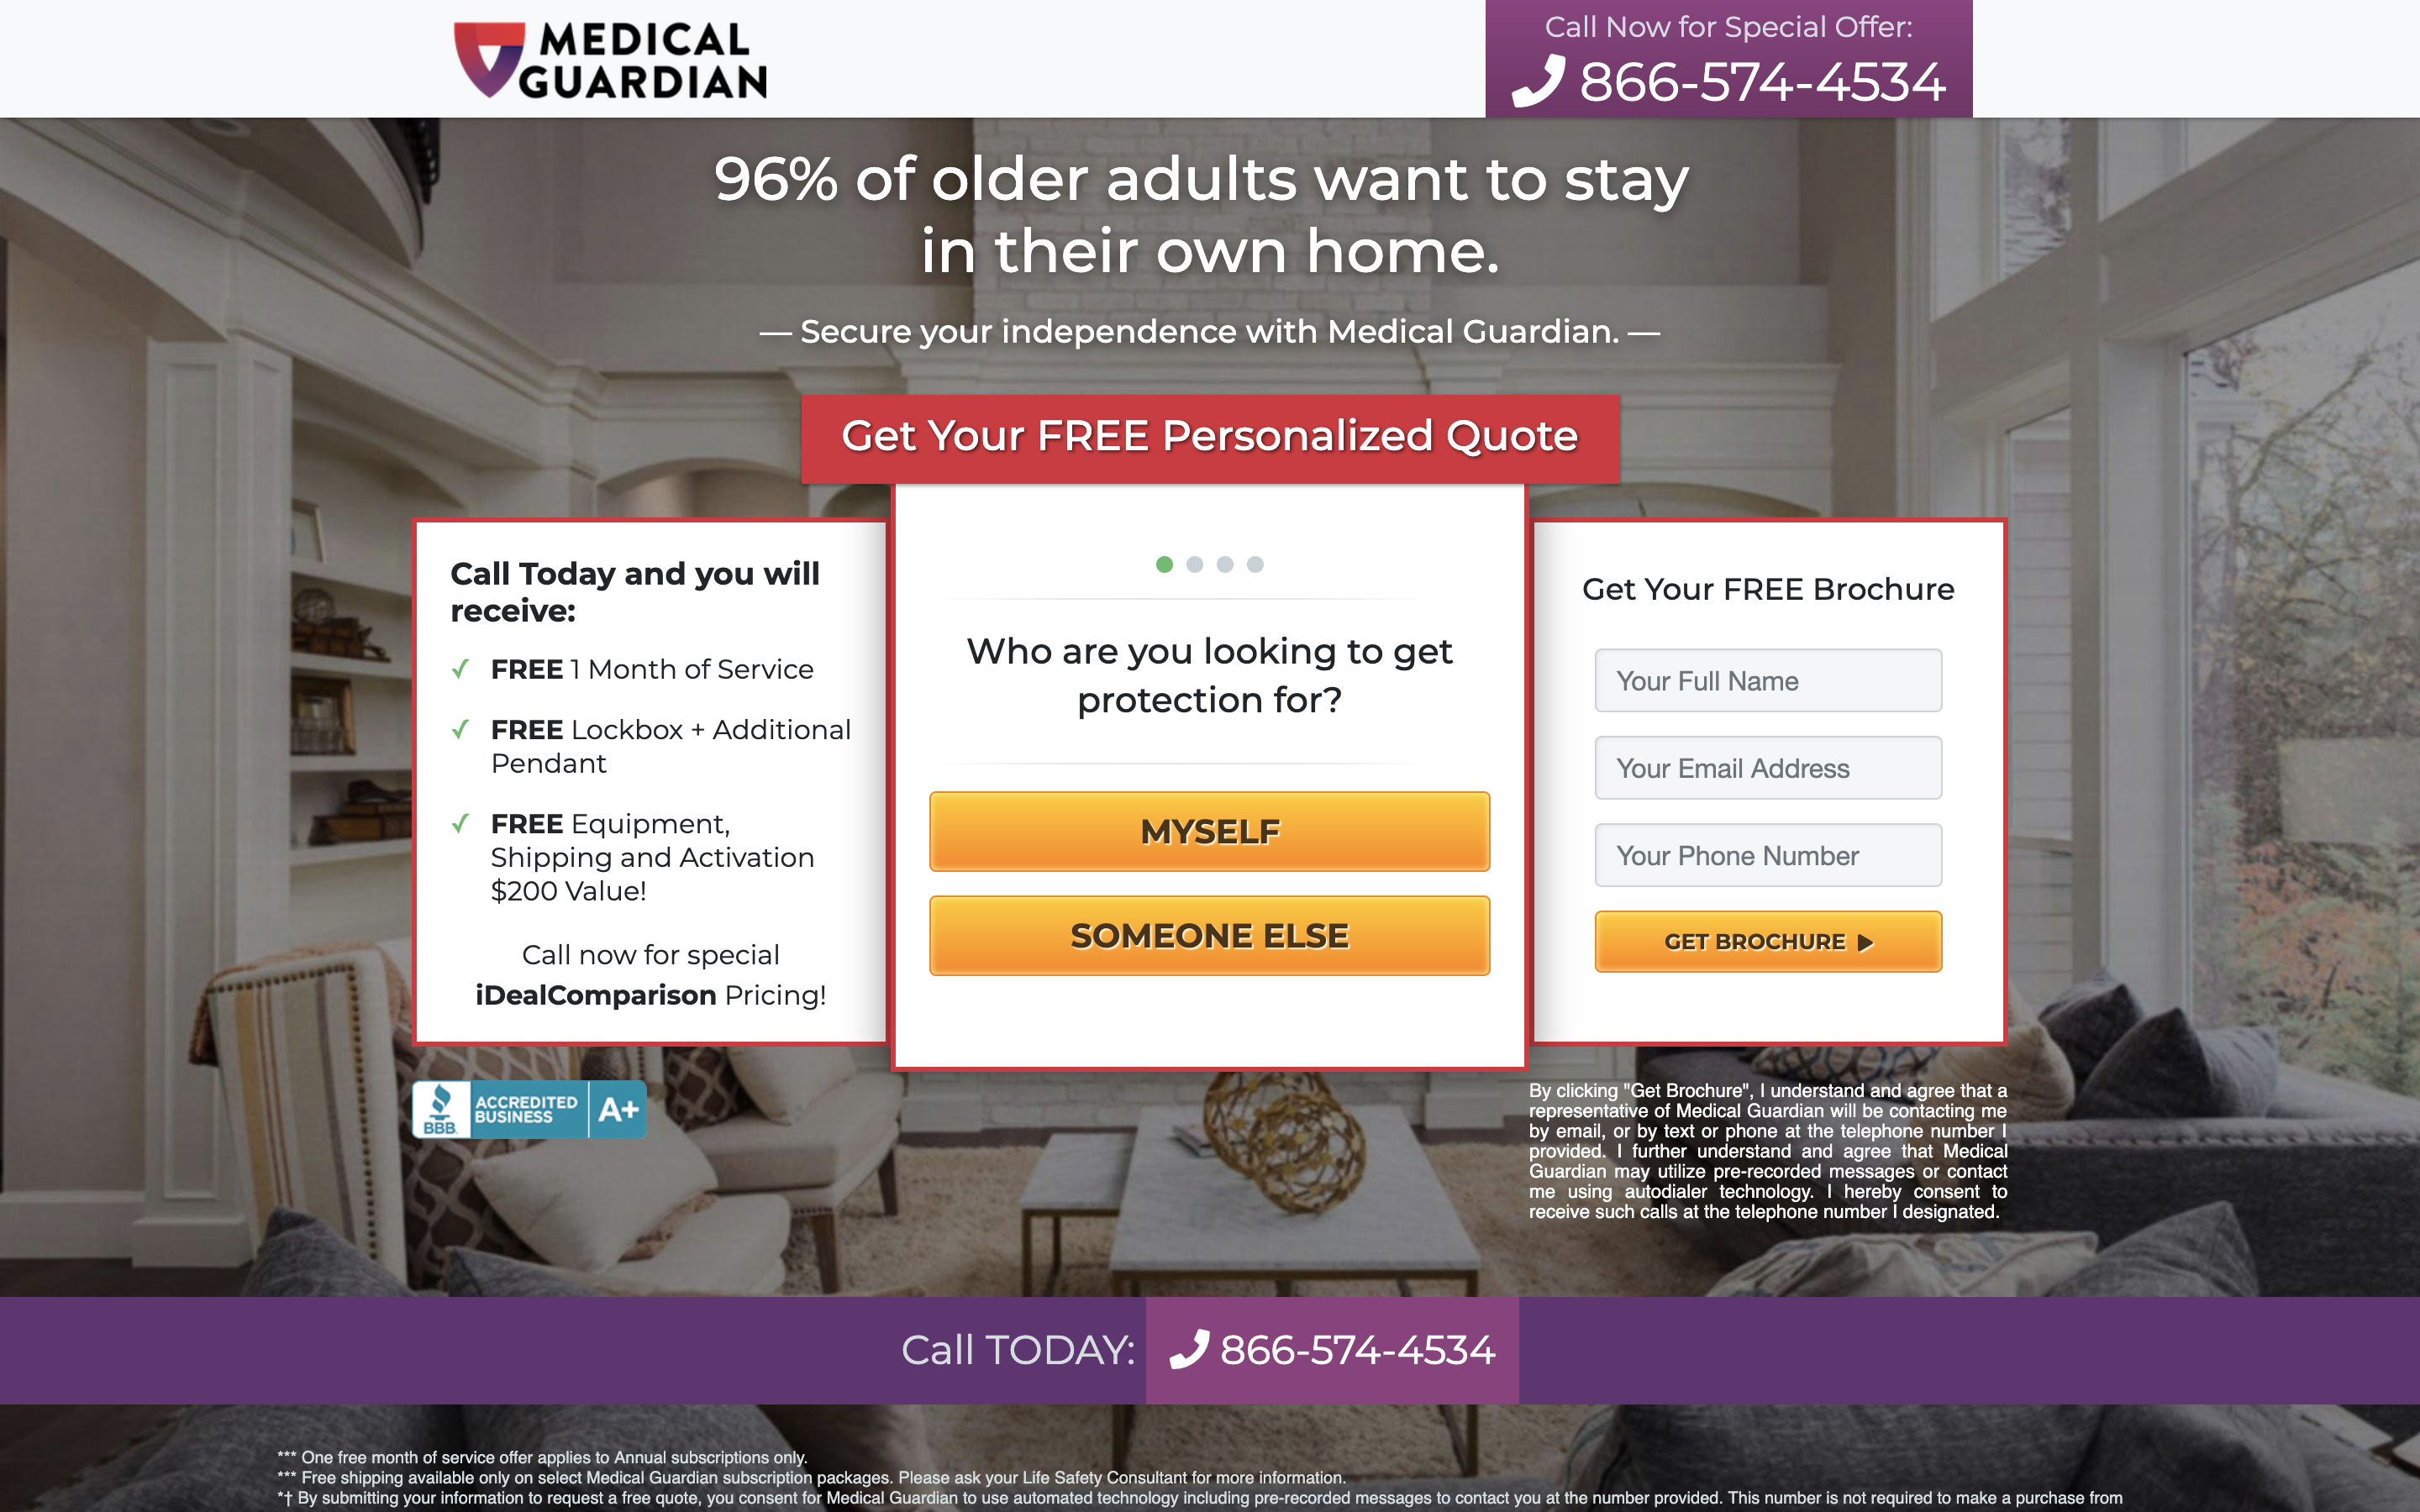 MEDICAL
GUARDIAN
Call Now for Special Offer:
866-574-4534
96% of older adults want to stay
in their own home.
— Secure your independence with Medical Guardian. —
Get Your FREE Personalized Quote
Call Today and you will
receive:
✓ FREE 1 Month of Service
✓ FREE Lockbox + Additional
Pendant
✓ FREE Equipment,
Shipping and Activation
$200 Value!
Call now for special
iDealComparison Pricing!
Who are you looking to get
protection for?
MYSELF
SOMEONE ELSE
Get Your FREE Brochure
Your Full Name
Your Email Address
Your Phone Number
GET BROCHURE
BBB.
ACCREDITED
BUSINESS
A+
By clicking "Get Brochure", I understand and agree that a
representative of Medical Guardian will be contacting me
by email, or by text or phone at the telephone number I
provided. I further understand and agree that Medical
Guardian may utilize pre-recorded messages or contact
me using autodialer technology. I hereby consent to
receive such calls at the telephone number I designated.
Call TODAY: 866-574-4534
*** One free month of service offer applies to Annual subscriptions only.
*** Free shipping available only on select Medical Guardian subscription packages. Please ask your Life Safety Consultant for more information.
*† By submitting your information to request a free quote, you consent for Medical Guardian to use automated technology including pre-recorded messages to contact you at the number provided. This number is not required to make a purchase from